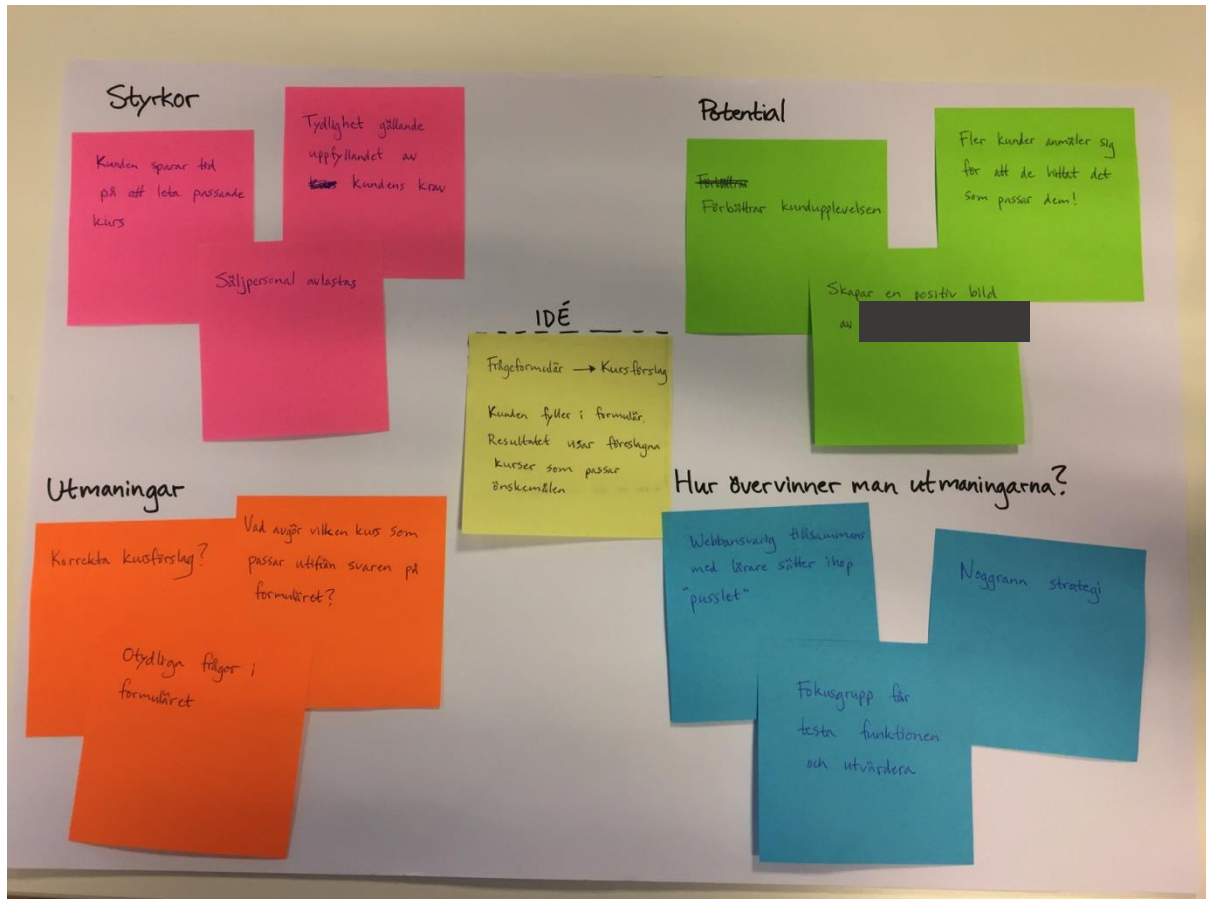 Styrkor
Kunden sparar tid
på att leta passande
kurs
Tydlighet gällande
uppfyllandet av
kundens krav
Säljpersonal avlastas
Potential
Förbättrar
Förbättrar kundupplevelsen
Fler kunder anmäler sig
för att de hittat det
som passar dem!
Skapar en positiv bild
av
IDÉ
Frågeformulär → Kursförslag
Kunden fyller i formulär.
Resultatet visar föreslagna
kurser som passar
önskemålen
Utmaningar
Korrekta kursförslag?
Vad avgör vilken kurs som
passar utifrån svaren på
formuläret?
Otydliga frågor i
formuläret
Hur övervinner man utmaningarna?
Webbansvarig tillsammans
med lärare sätter ihop
"pusslet"
Noggrann strategi
Fokusgrupp får
testa funktionen
och utvärdera